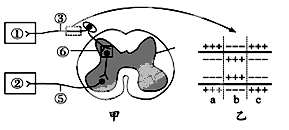 ① ③
⑥
② ⑤
+++ --- +++
--- +++ ---
--- +++ ---
+++ --- +++
a b c
甲 乙